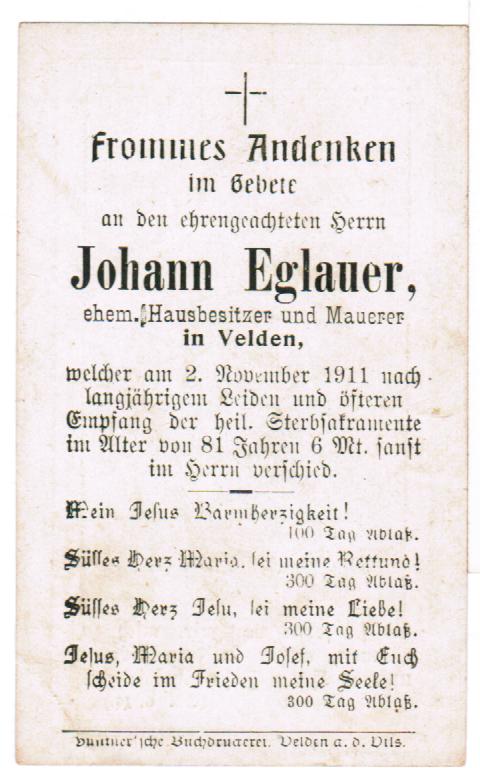 Frommes Andenken
im Gebete
an den ehrengeachteten Herrn
Johann Eglauer,
ehem. Hausbesitzer und Maurer
in Velden,
welcher am 2. November 1911 nach
langjährigem Leiden und öfteren
Empfang der heil. Sterbsakramente
im Alter von 81 Jahren 6 Mt. sanft
im Herrn verschied.
Mein Jesus Barmherzigkeit!
100 Tag Ablaß.
Süsses Herz Maria, sei meine Rettung!
300 Tag Ablaß.
Süsses Herz Jesu, sei meine Liebe!
300 Tag Ablaß.
Jesus, Maria und Josef, mit Euch
scheide im Frieden meine Seele!
300 Tag Ablaß.
Buchdruckerei, Velden a. d. Vils.